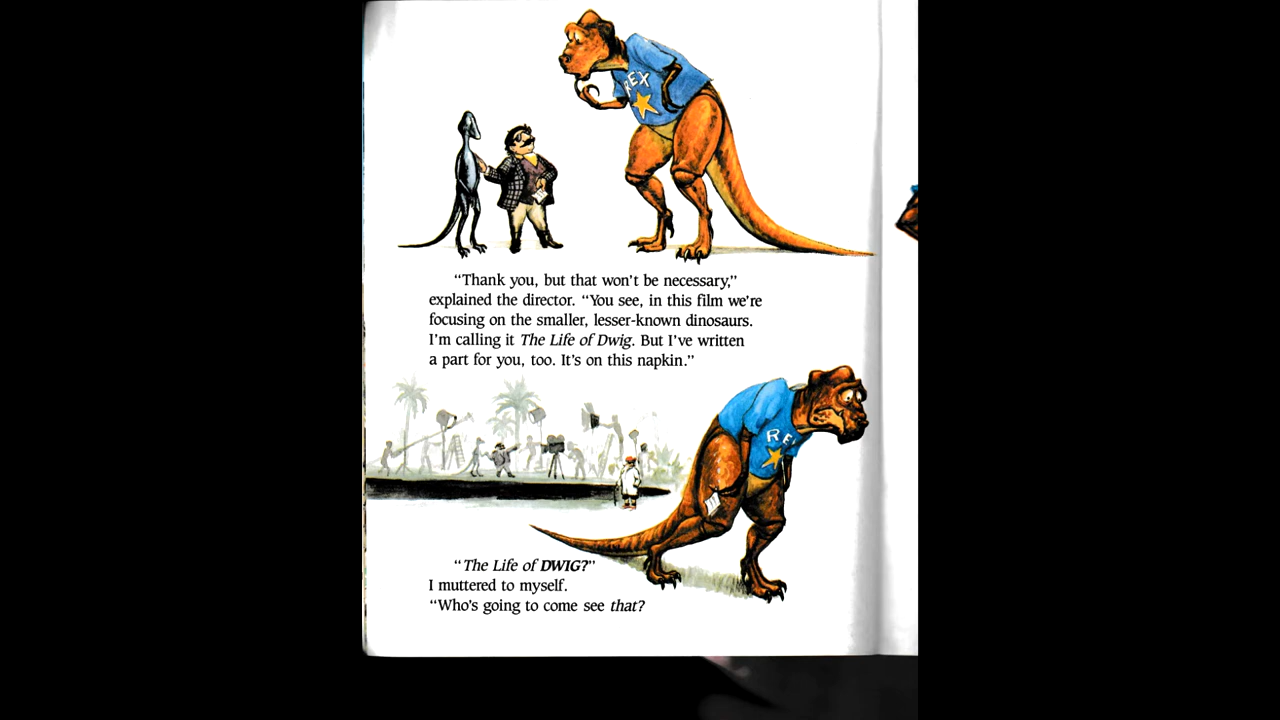 REX
“Thank you, but that won't be necessary,”
explained the director. “You see, in this film we're
focusing on the smaller, lesser-known dinosaurs.
I'm calling it The Life of Dwig. But I've written
a part for you, too. It's on this napkin.”
REX
“The Life of DWIG?”
I muttered to myself.
“Who's going to come see that?